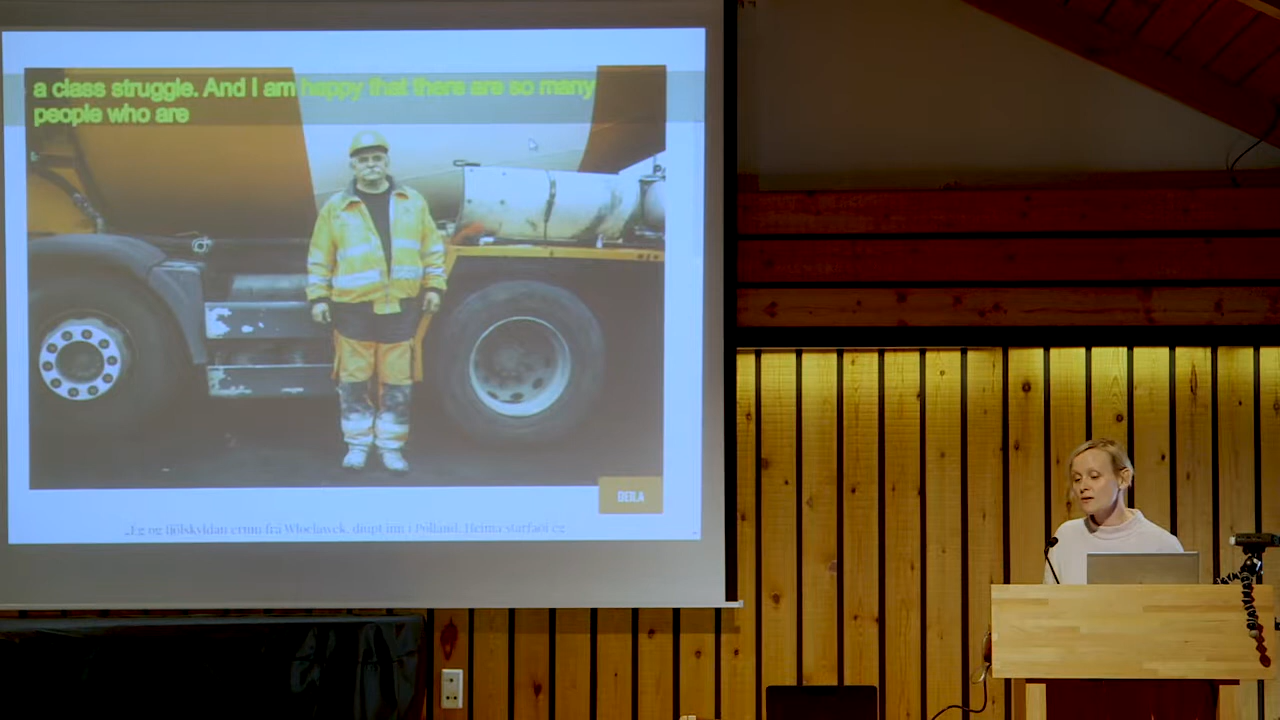 a class struggle. And I am happy that there are so many
people who are
DEILA
„Ég og fjölskyldan erum frá Wloclawek, djúpt inn í Póllandi. Heima starfaði ég